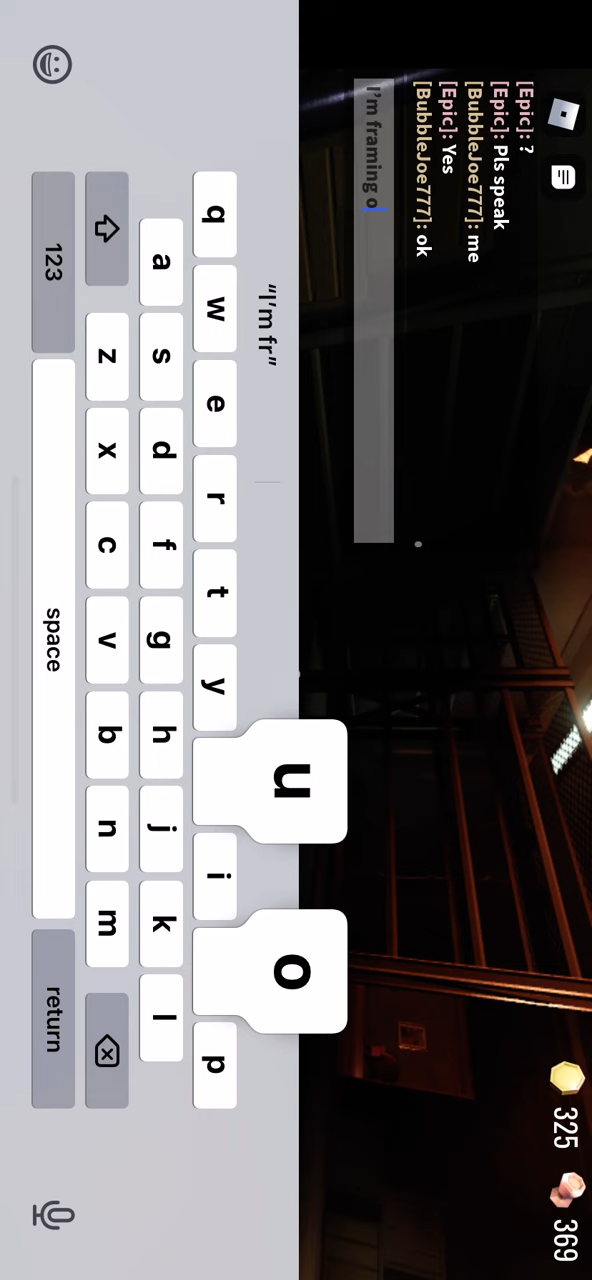 [Epic]: ?
[Epic]: Pls speak
[BubbleJoe777]: me
[Epic]: Yes
[BubbleJoe777]: ok
I'm framing o
325
369
"I'm fr"
q w e r t y u i o p
a s d f g h j k l
z x c v b n m
123 space return